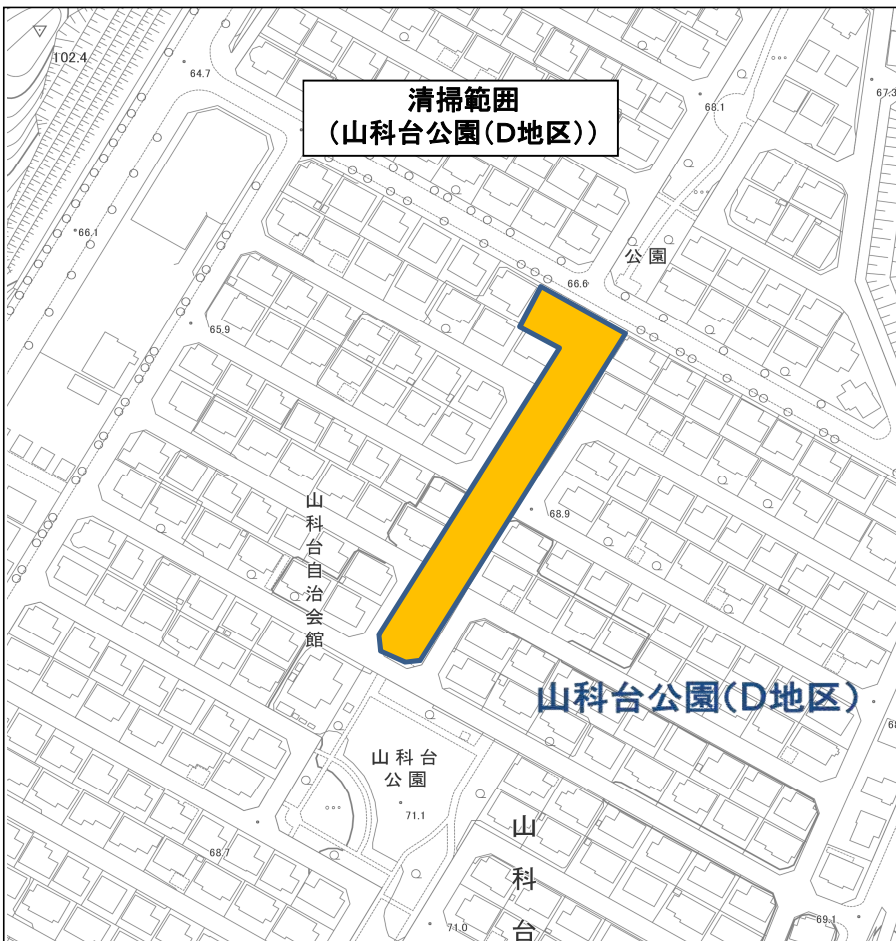 102.4
64.7
67.3
清掃範囲
(山科台公園(D地区))
68.1
66.1
公園
66.6
65.9
68.9
山科台自治会館
山科台公園(D地区)
山科台
公園
71.1
山科台
68.7
71.0
69.1